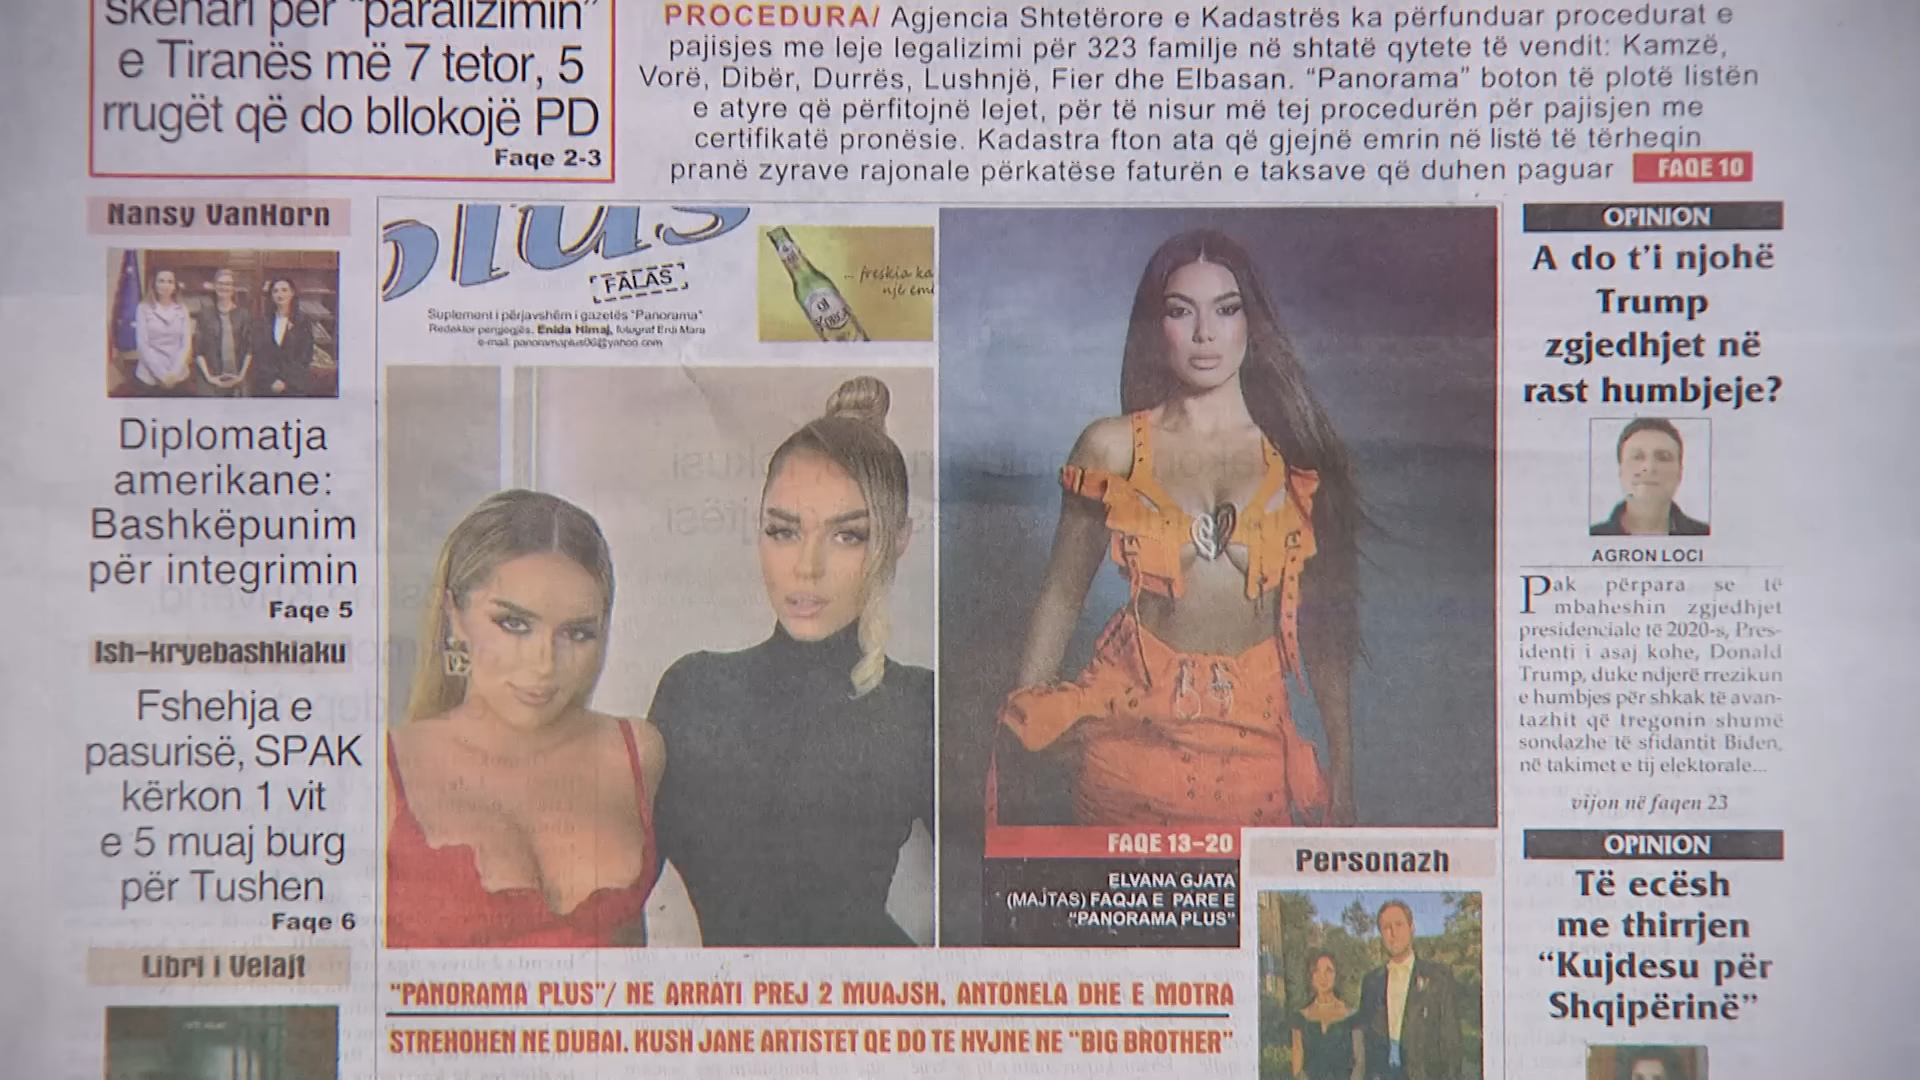 skenari për "paralizimin"
e Tiranës më 7 tetor, 5
rrugët që do bllokojë PD
Faqe 2-3
PROCEDURA/ Agjencia Shtetërore e Kadastrës ka përfunduar procedurat e
pajisjes me leje legalizimi për 323 familje në shtatë qytete të vendit: Kamzë,
Vorë, Dibër, Durrës, Lushnjë, Fier dhe Elbasan. "Panorama" boton të plotë listën
e atyre që përfitojnë lejet, për të nisur më tej procedurën për pajisjen me
certifikatë pronësie. Kadastra fton ata që gjejnë emrin në listë të tërheqin
pranë zyrave rajonale përkatëse faturën e taksave që duhen paguar FAQE 10
Nansy VanHorn
Diplomatja
amerikane:
Bashkëpunim
për integrimin
Faqe 5
Ish-kryebashkiaku
Fshehja e
pasurisë, SPAK
kërkon 1 vit
e 5 muaj burg
për Tushen
Faqe 6
Libri i Velajt
plus
FALAS
Suplement i përjavshëm i gazetës "Panorama"
Redaktor përgjegjës, Enida Himaj, fotograf Erdi Mara
e-mail: panoramaplus06@yahoo.com
... freskia ka
një emë
FAQE 13-20
ELVANA GJATA
(MAJTAS) FAQJA E PARE E
"PANORAMA PLUS"
Personazh
"PANORAMA PLUS"/ NE ARRATI PREJ 2 MUAJSH, ANTONELA DHE E MOTRA
STREHOHEN NE DUBAI. KUSH JANE ARTISTET QE DO TE HYJNE NE "BIG BROTHER"
OPINION
A do t'i njohë
Trump
zgjedhjet në
rast humbjeje?
AGRON LOCI
Pak përpara se të
mbaheshin zgjedhjet
presidenciale të 2020-s, Pres-
identi i asaj kohe, Donald
Trump, duke ndjerë rrezikun
e humbjes për shkak të avan-
tazhit që tregonin shumë
sondazhe të sfidantit Biden,
në takimet e tij elektorale...
vijon në faqen 23
OPINION
Të ecësh
me thirrjen
"Kujdesu për
Shqipërinë"